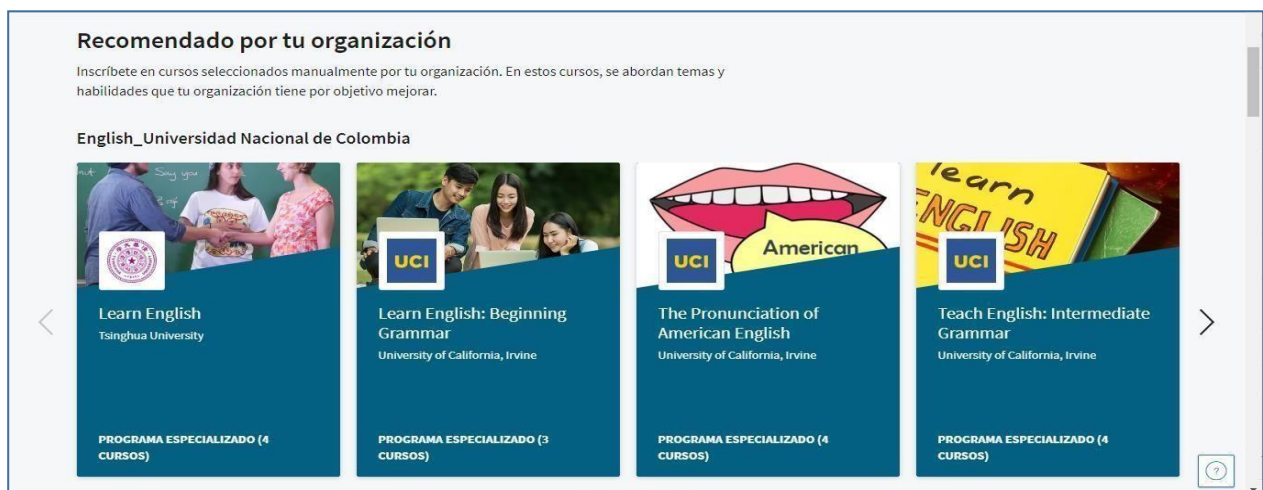 Recomendado por tu organización
Inscríbete en cursos seleccionados manualmente por tu organización. En estos cursos, se abordan temas y
habilidades que tu organización tiene por objetivo mejorar.
English_Universidad Nacional de Colombia
Say you
UCI
American
UCI
learn
ENGLISH
UCI
Learn English
Tsinghua University
Learn English: Beginning
Grammar
University of California, Irvine
The Pronunciation of
American English
University of California, Irvine
Teach English: Intermediate
Grammar
University of California, Irvine
PROGRAMA ESPECIALIZADO (4
CURSOS)
PROGRAMA ESPECIALIZADO (3
CURSOS)
PROGRAMA ESPECIALIZADO (4
CURSOS)
PROGRAMA ESPECIALIZADO (4
CURSOS)
?